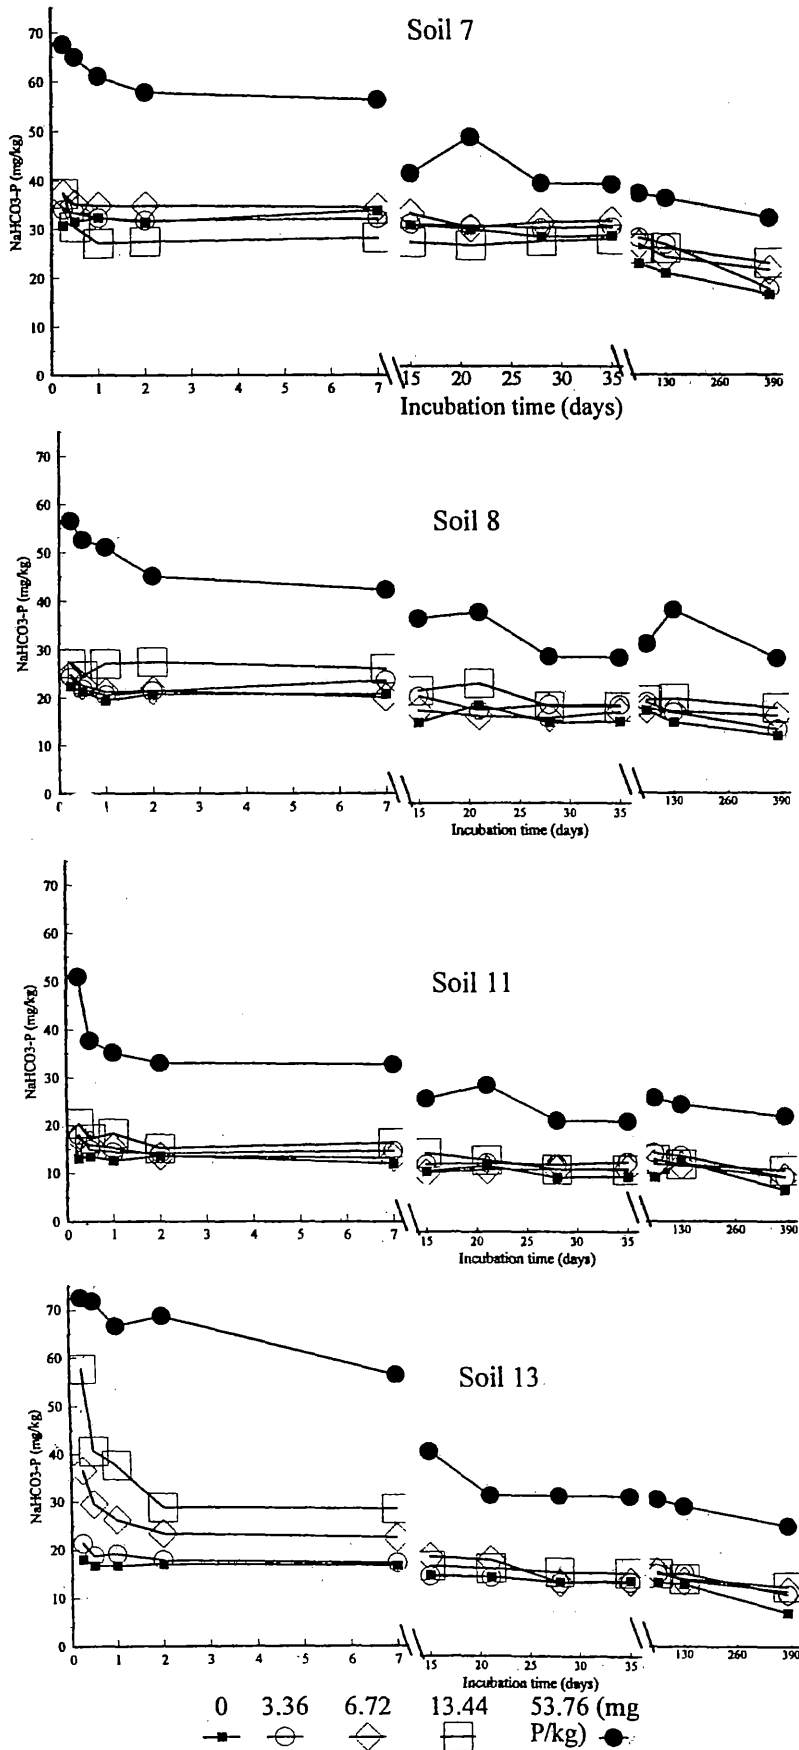 Soil 7
NaHCO3-P (mg/kg)
70
60
50
40
30
20
10
0
0 1 2 3 4 5 6 7 15 20 25 30 35 130 260 390
Incubation time (days)
Soil 8
NaHCO3-P (mg/kg)
70
60
50
40
30
20
10
0
0 1 2 3 4 5 6 7 15 20 25 30 35 130 260 390
Incubation time (days)
Soil 11
NaHCO3-P (mg/kg)
70
60
50
40
30
20
10
0
0 1 2 3 4 5 6 7 15 20 25 30 35 130 260 390
Incubation time (days)
Soil 13
NaHCO3-P (mg/kg)
70
60
50
40
30
20
10
0
0 1 2 3 4 5 6 7 15 20 25 30 35 130 260 390
Incubation time (days)
0 3.36 6.72 13.44 53.76 (mg
P/kg)